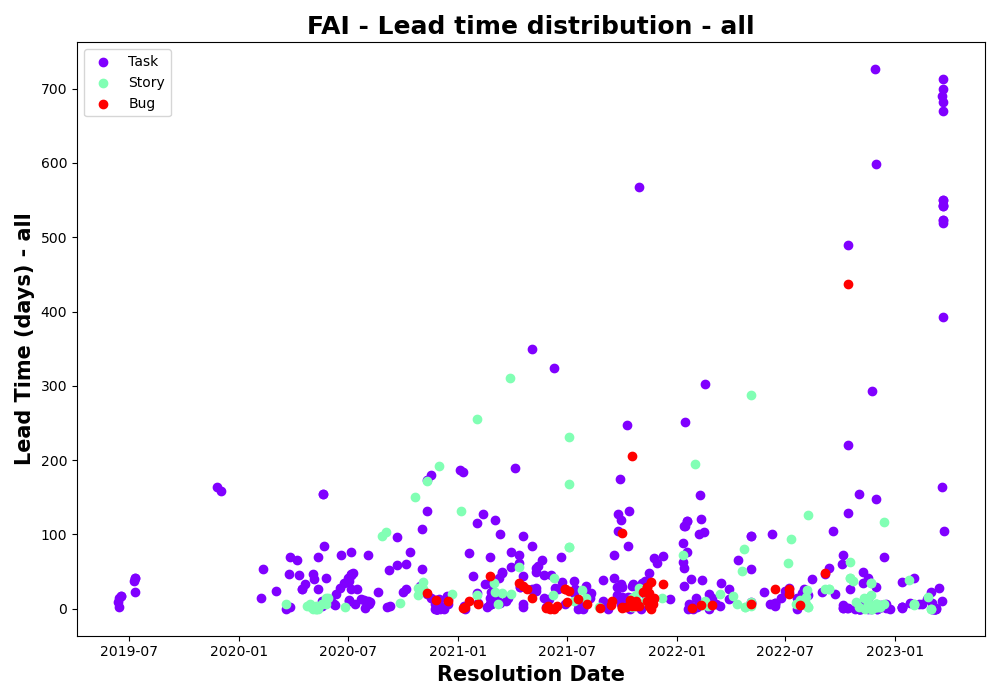 FAI - Lead time distribution - all
Task
Story
Bug
Lead Time (days) - all
700
600
500
400
300
200
100
0
2019-07 2020-01 2020-07 2021-01 2021-07 2022-01 2022-07 2023-01
Resolution Date